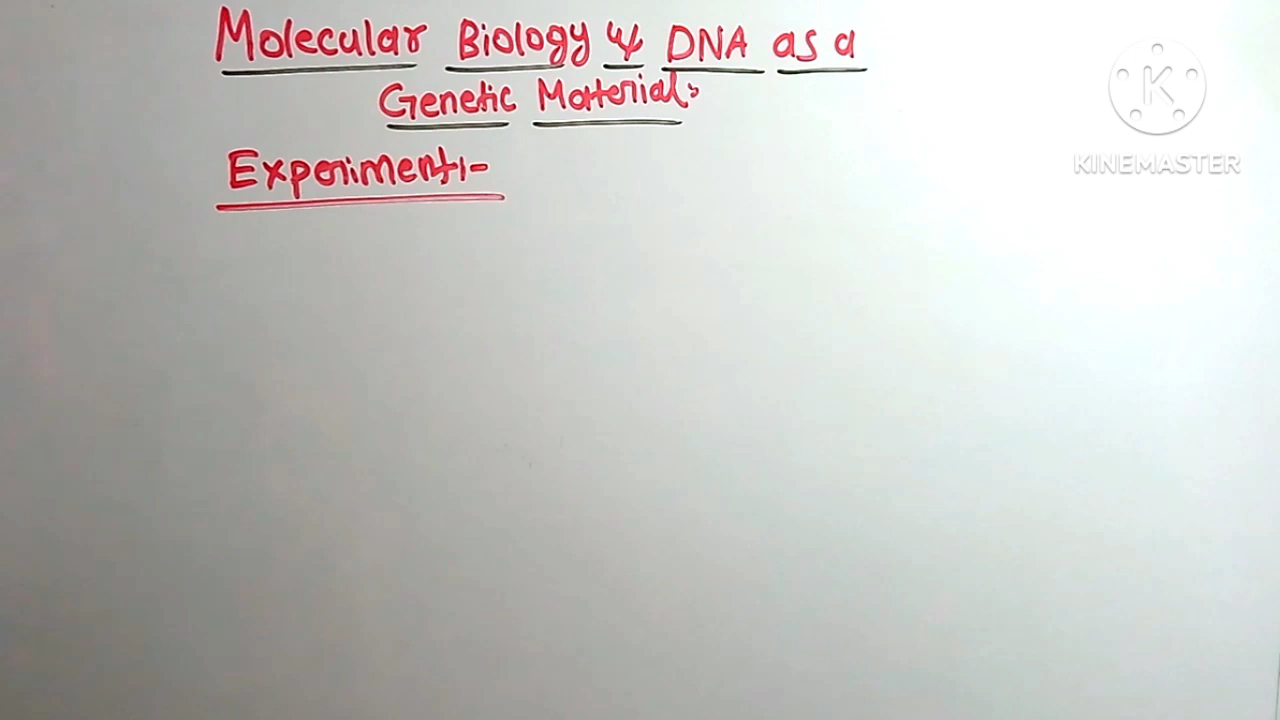 Molecular Biology & DNA as a
Genetic Material:
Experiment:-
K
KINEMASTER